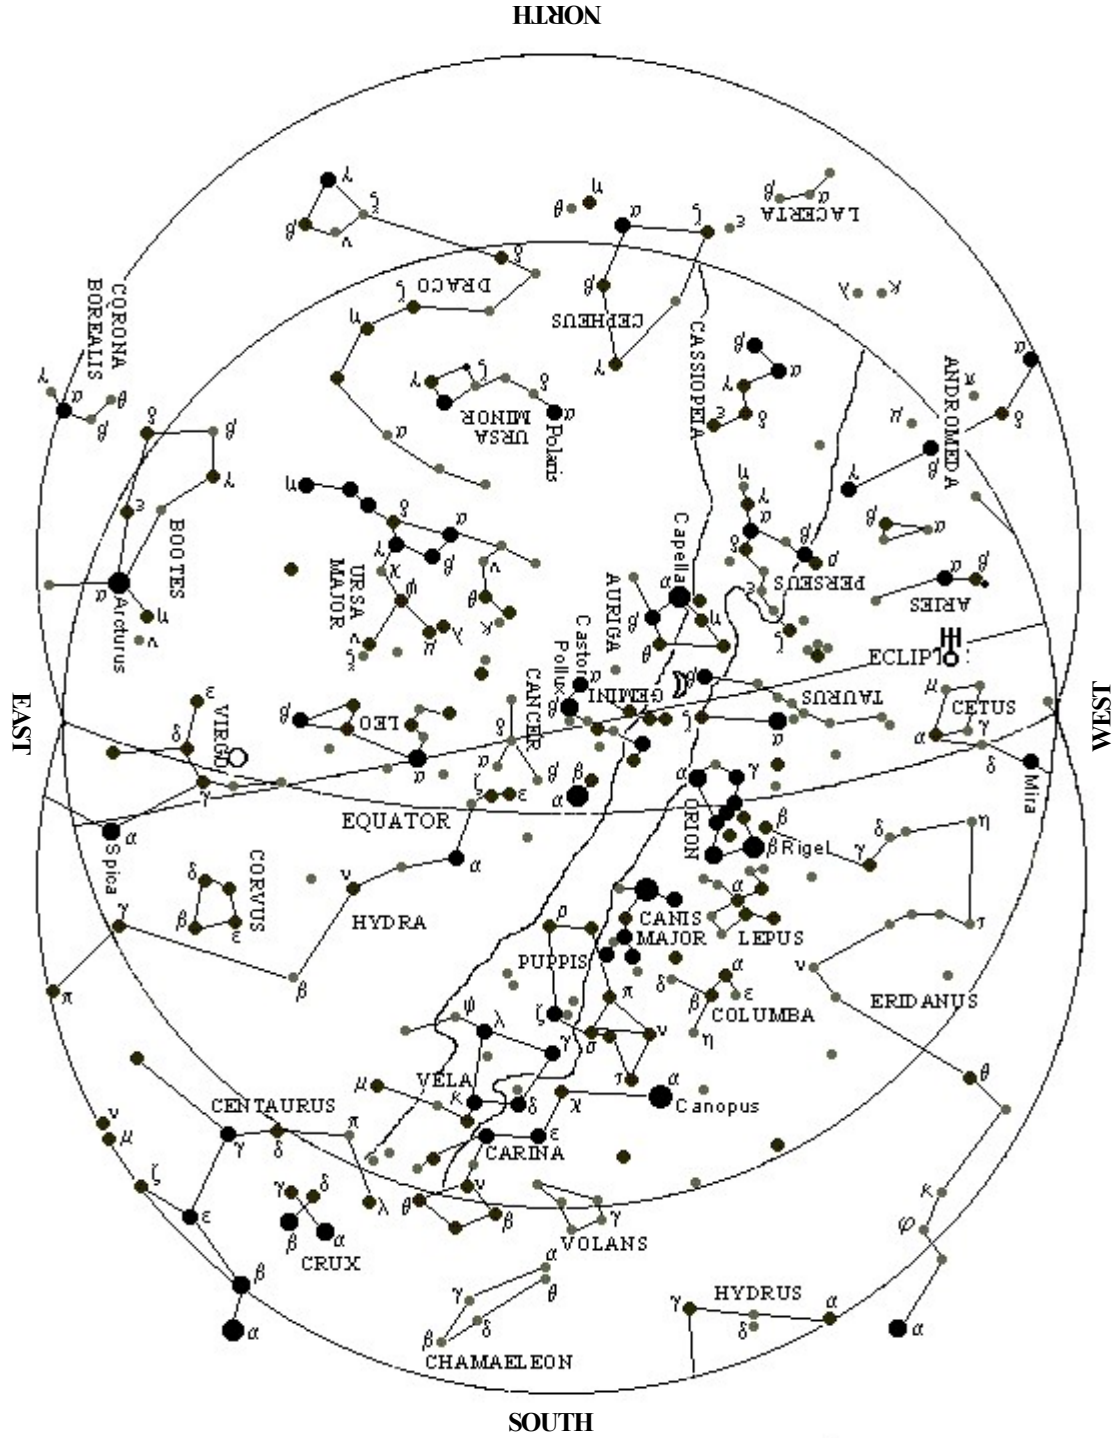 NORTH
LACERTA
DRACO
CEPHEUS
CORONA
BOREALIS
CASSIOPEIA
ANDROMEDA
URSA
MINOR
Polaris
BOOTES
Arcturus
URSA
MAJOR
Capella
PERSEUS
AURIGA
ARIES
Castor
Pollux
GEMINI
ECLIPTI
TAURUS
CETUS
EAST
WEST
VIRGO
LEO
CANCER
Mira
EQUATOR
ORION
Rigel
Spica
CORVUS
HYDRA
CANIS
MAJOR
LEPUS
PUPPIS
COLUMBA
ERIDANUS
VELA
Canopus
CENTAURUS
CARINA
CRUX
VOLANS
HYDRUS
CHAMAELEON
SOUTH